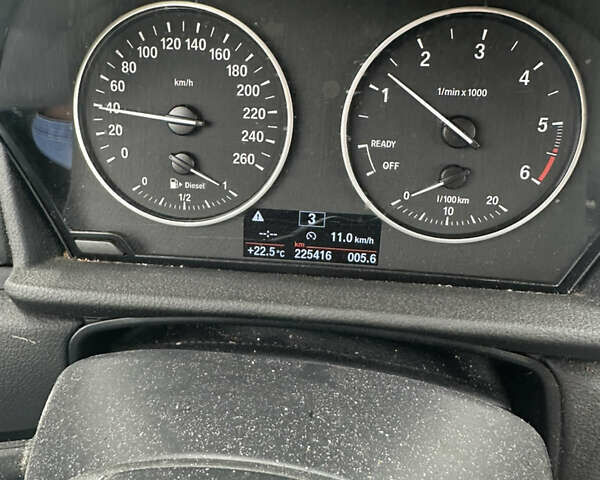 0 20 40 60 80 100 120 140 160 180 200 220 240 260
km/h
Diesel
0 1/2 1
1 2 3 4 5 6
1/min x 1000
READY
OFF
0 10 20
l/100km
3
-:- 11.0 km/h
km
+22.5°C 225416 005.6